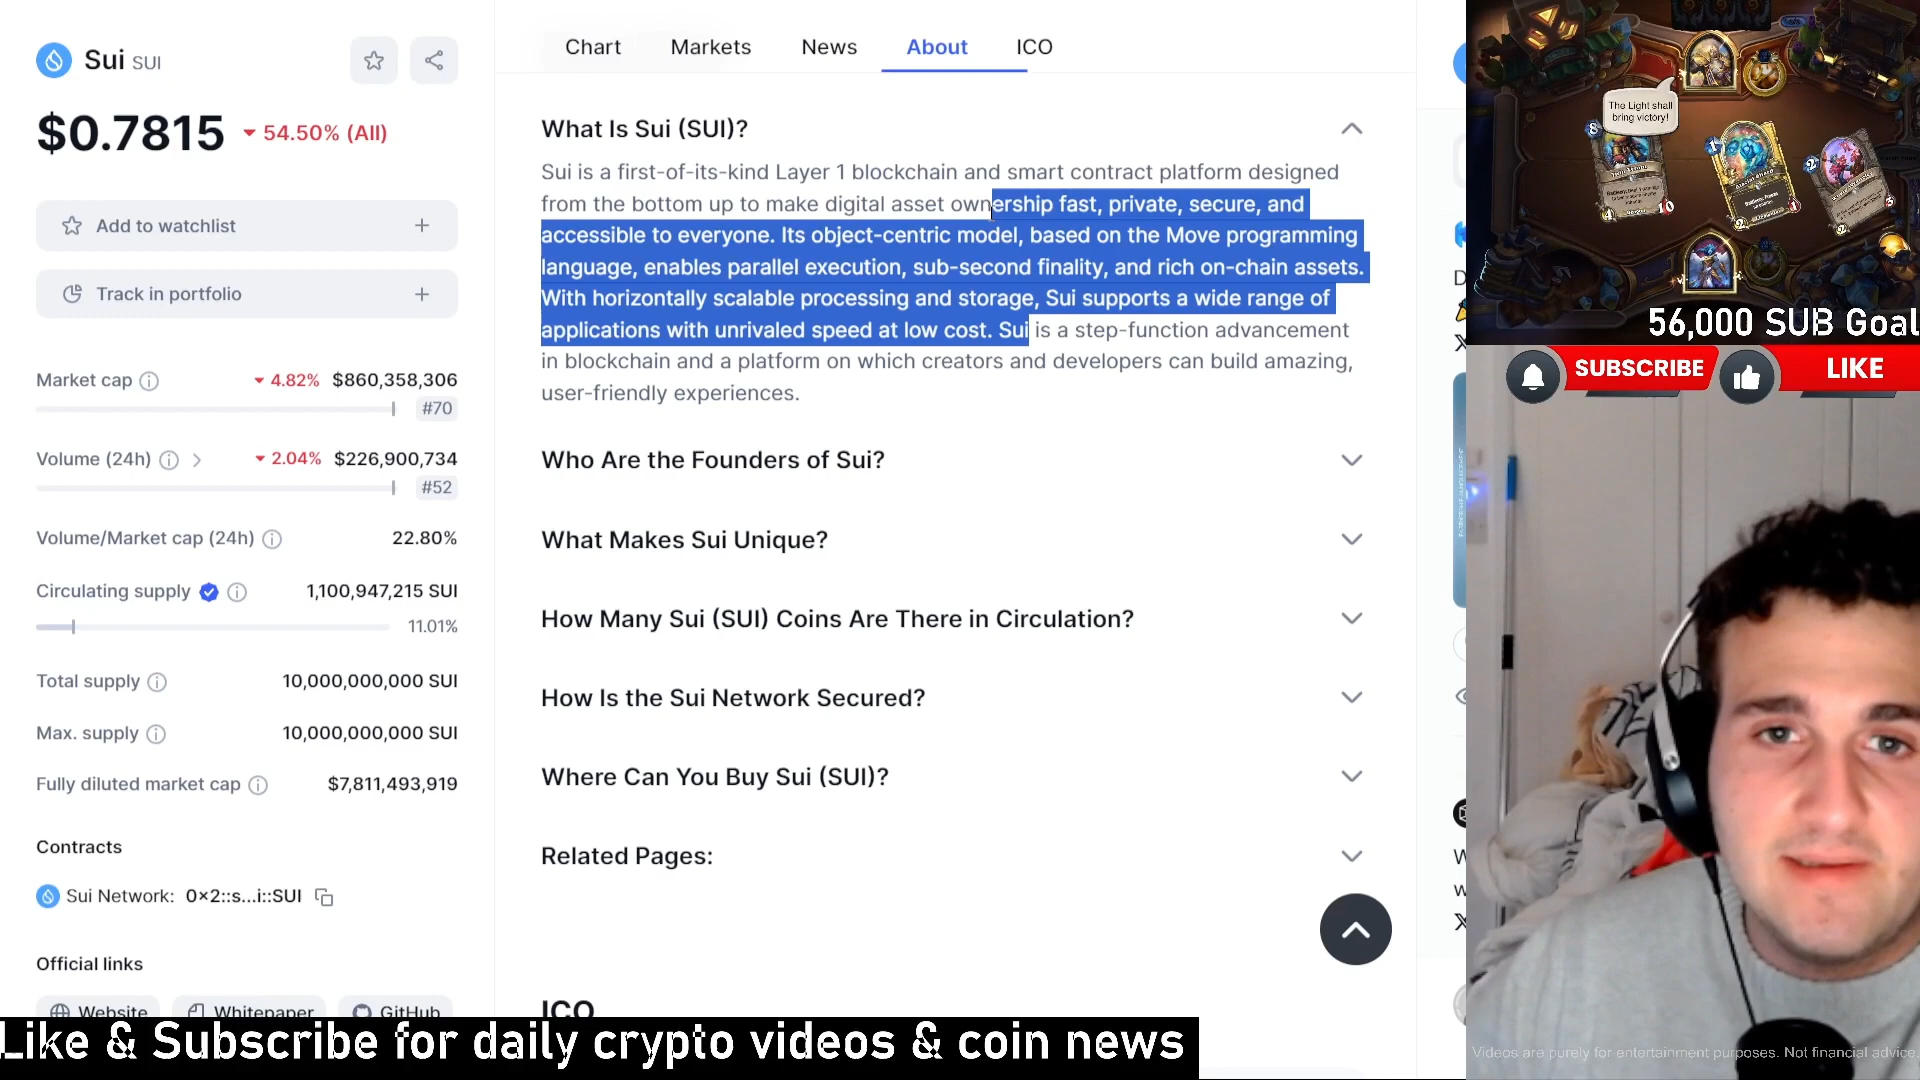 Sui SUI
$0.7815 54.50% (All)
Add to watchlist
Track in portfolio
Market cap 4.82% $860,358,306
#70
Volume (24h) 2.04% $226,900,734
#52
Volume/Market cap (24h) 22.80%
Circulating supply 1,100,947,215 SUI
11.01%
Total supply 10,000,000,000 SUI
Max. supply 10,000,000,000 SUI
Fully diluted market cap $7,811,493,919
Contracts
Sui Network: 0x2::s...i::SUI
Official links
Website Whitepaper GitHub
Chart Markets News About ICO
What Is Sui (SUI)?
Sui is a first-of-its-kind Layer 1 blockchain and smart contract platform designed
from the bottom up to make digital asset ownership fast, private, secure, and
accessible to everyone. Its object-centric model, based on the Move programming
language, enables parallel execution, sub-second finality, and rich on-chain assets.
With horizontally scalable processing and storage, Sui supports a wide range of
applications with unrivaled speed at low cost. Sui is a step-function advancement
in blockchain and a platform on which creators and developers can build amazing,
user-friendly experiences.
Who Are the Founders of Sui?
What Makes Sui Unique?
How Many Sui (SUI) Coins Are There in Circulation?
How Is the Sui Network Secured?
Where Can You Buy Sui (SUI)?
Related Pages:
ICO
The Light shall
bring victory!
56,000 SUB Goal
SUBSCRIBE
LIKE
Like & Subscribe for daily crypto videos & coin news
Videos are purely for entertainment purposes. Not financial advice.